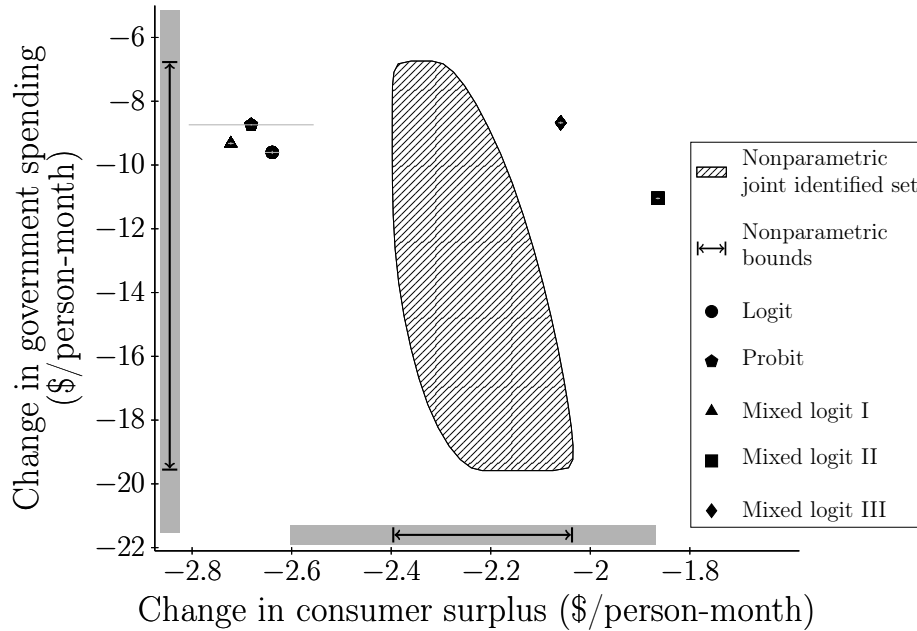 Change in government spending
($/person-month)
−6
−8
−10
−12
−14
−16
−18
−20
−22
−2.8
−2.6
−2.4
−2.2
−2
−1.8
Change in consumer surplus ($/person-month)
Nonparametric
joint identified set
Nonparametric
bounds
Logit
Probit
Mixed logit I
Mixed logit II
Mixed logit III